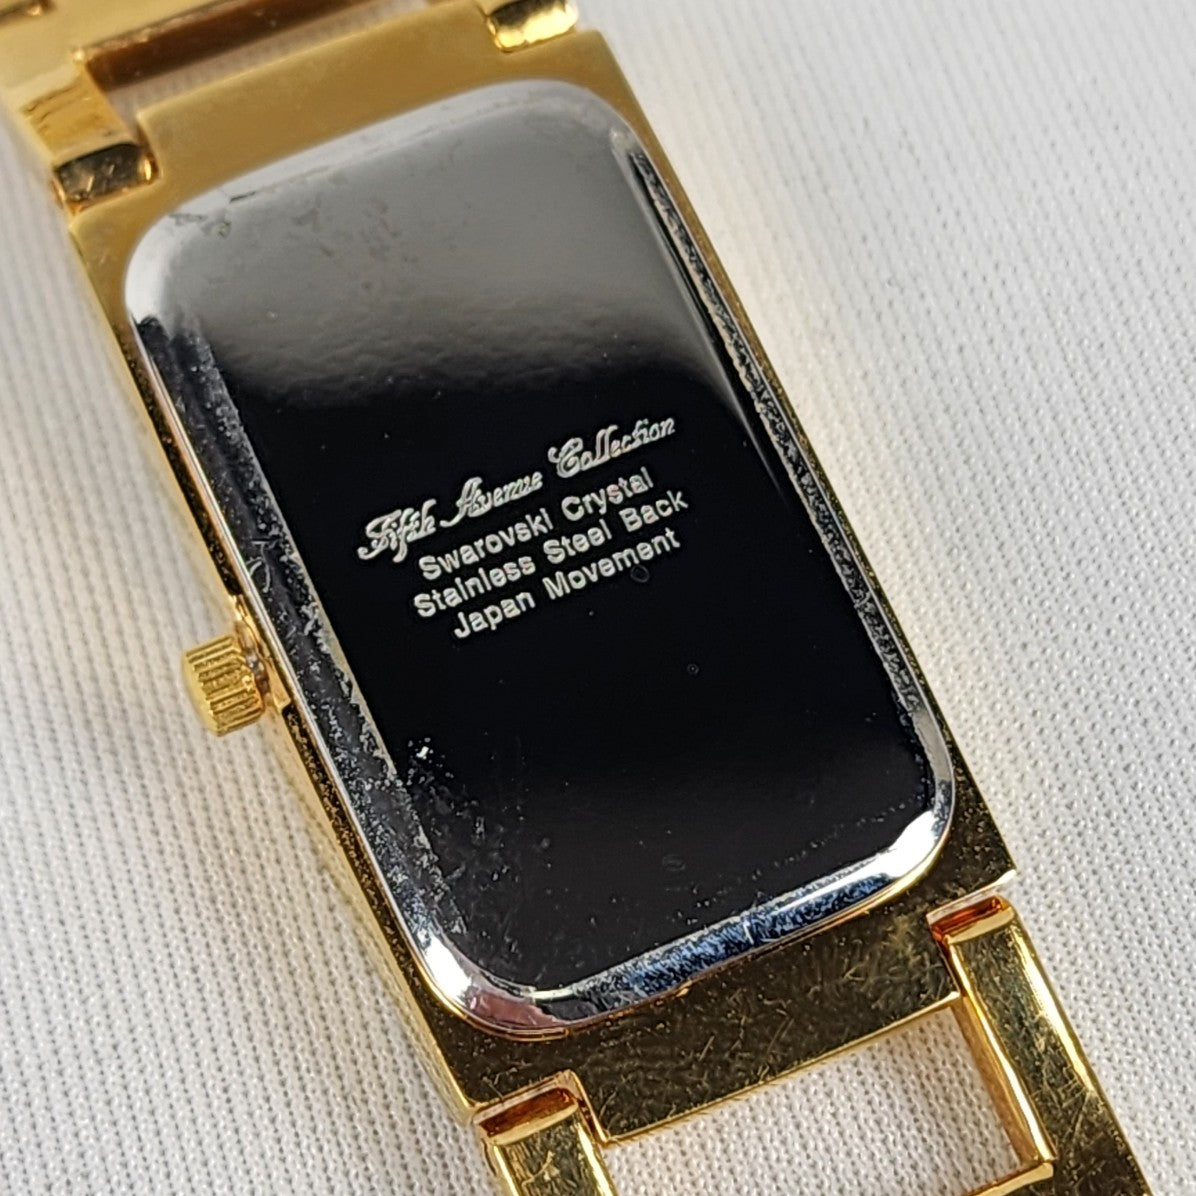 Fifth Avenue Collection
Swarovski Crystal
Stainless Steel Back
Japan Movement